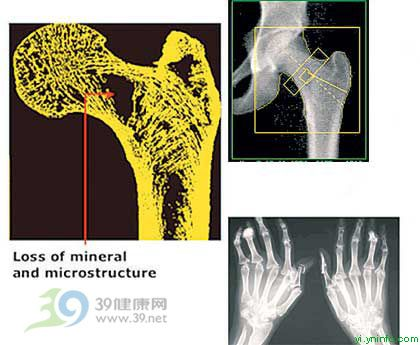 Loss of mineral
and microstructure
39健康网
www.39.net
yi.yninfo.com